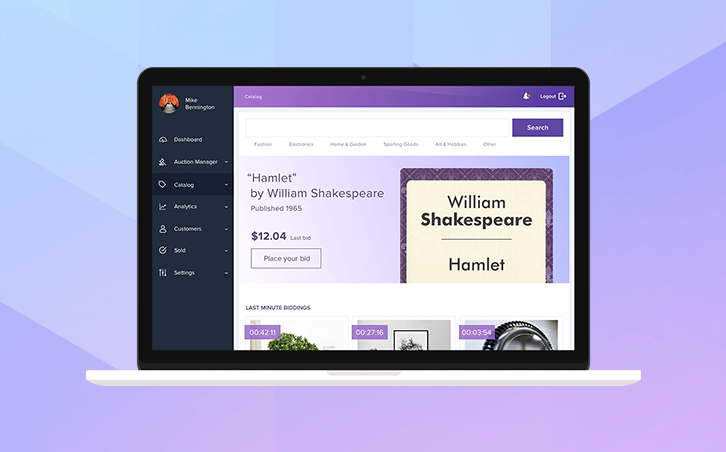 Mike
Bennington
Dashboard
Auction Manager
Catalog
Analytics
Customers
Sold
Settings
Catalog
Logout
Search
Fashion
Electronics
Home & Garden
Sporting Goods
Art & Hobbies
Other
“Hamlet”
by William Shakespeare
Published 1965
$12.04 Last bid
Place your bid
William
Shakespeare
Hamlet
LAST MINUTE BIDDINGS
00:42:11
00:27:16
00:03:54